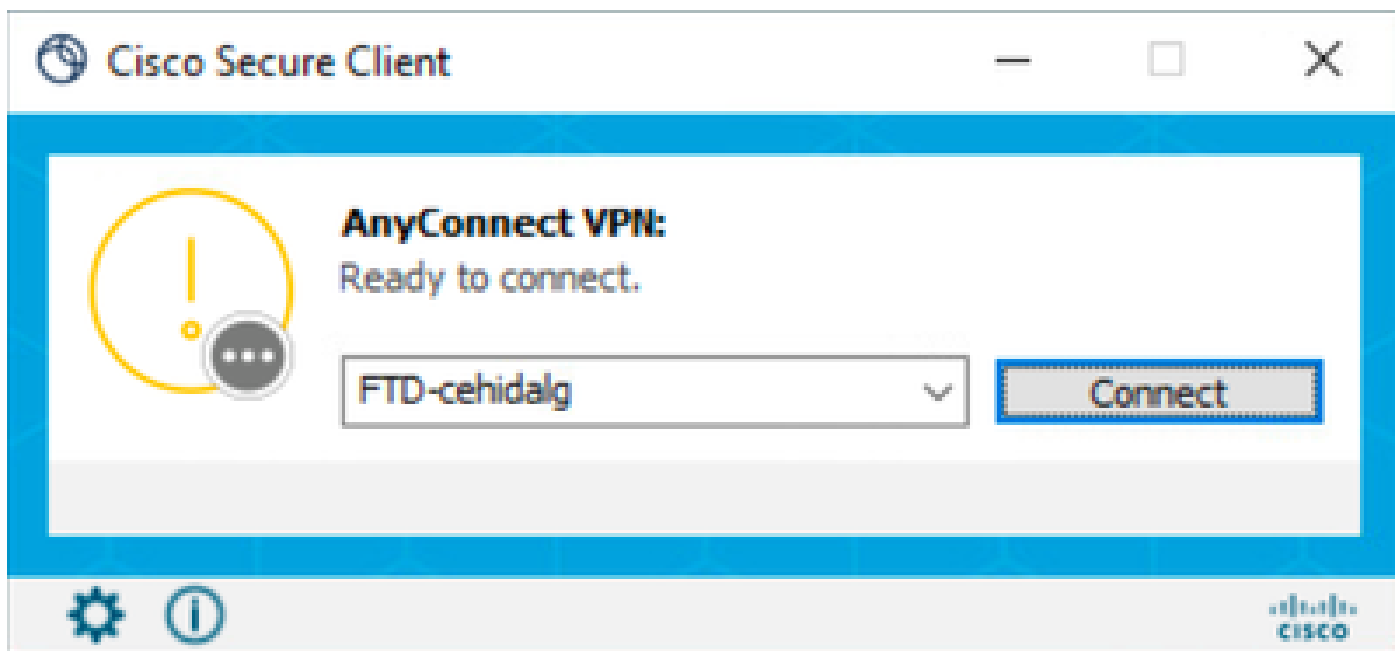 Cisco Secure Client
AnyConnect VPN:
Ready to connect.
FTD-cehidalg
Connect
CISCO